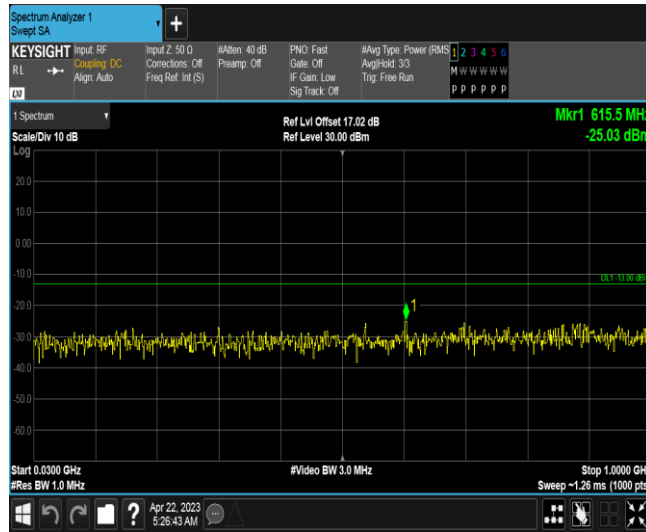 Spectrum Analyzer 1
Swept SA
KEYSIGHT
RL
LXI
Input: RF
Coupling: DC
Align: Auto
Input Z: 50 Ω
Corrections: Off
Freq Ref: Int (S)
#Atten: 40 dB
Preamp: Off
PNO: Fast
Gate: Off
IF Gain: Low
Sig Track: Off
#Avg Type: Power (RMS
Avg|Hold: 3/3
Trig: Free Run
1 2 3 4 5 6
M W W W W W
P P P P P P
1 Spectrum
Scale/Div 10 dB
Ref Lvl Offset 17.02 dB
Ref Level 30.00 dBm
Mkr1 615.5 MHz
-25.03 dBm
Log
20.0
10.0
0.00
-10.0
DL1 -13.00 dBm
-20.0
1
-30.0
-40.0
-50.0
-60.0
Start 0.0300 GHz
#Res BW 1.0 MHz
#Video BW 3.0 MHz
Stop 1.0000 GH
Sweep ~1.26 ms (1000 pts
?
Apr 22, 2023
5:26:43 AM